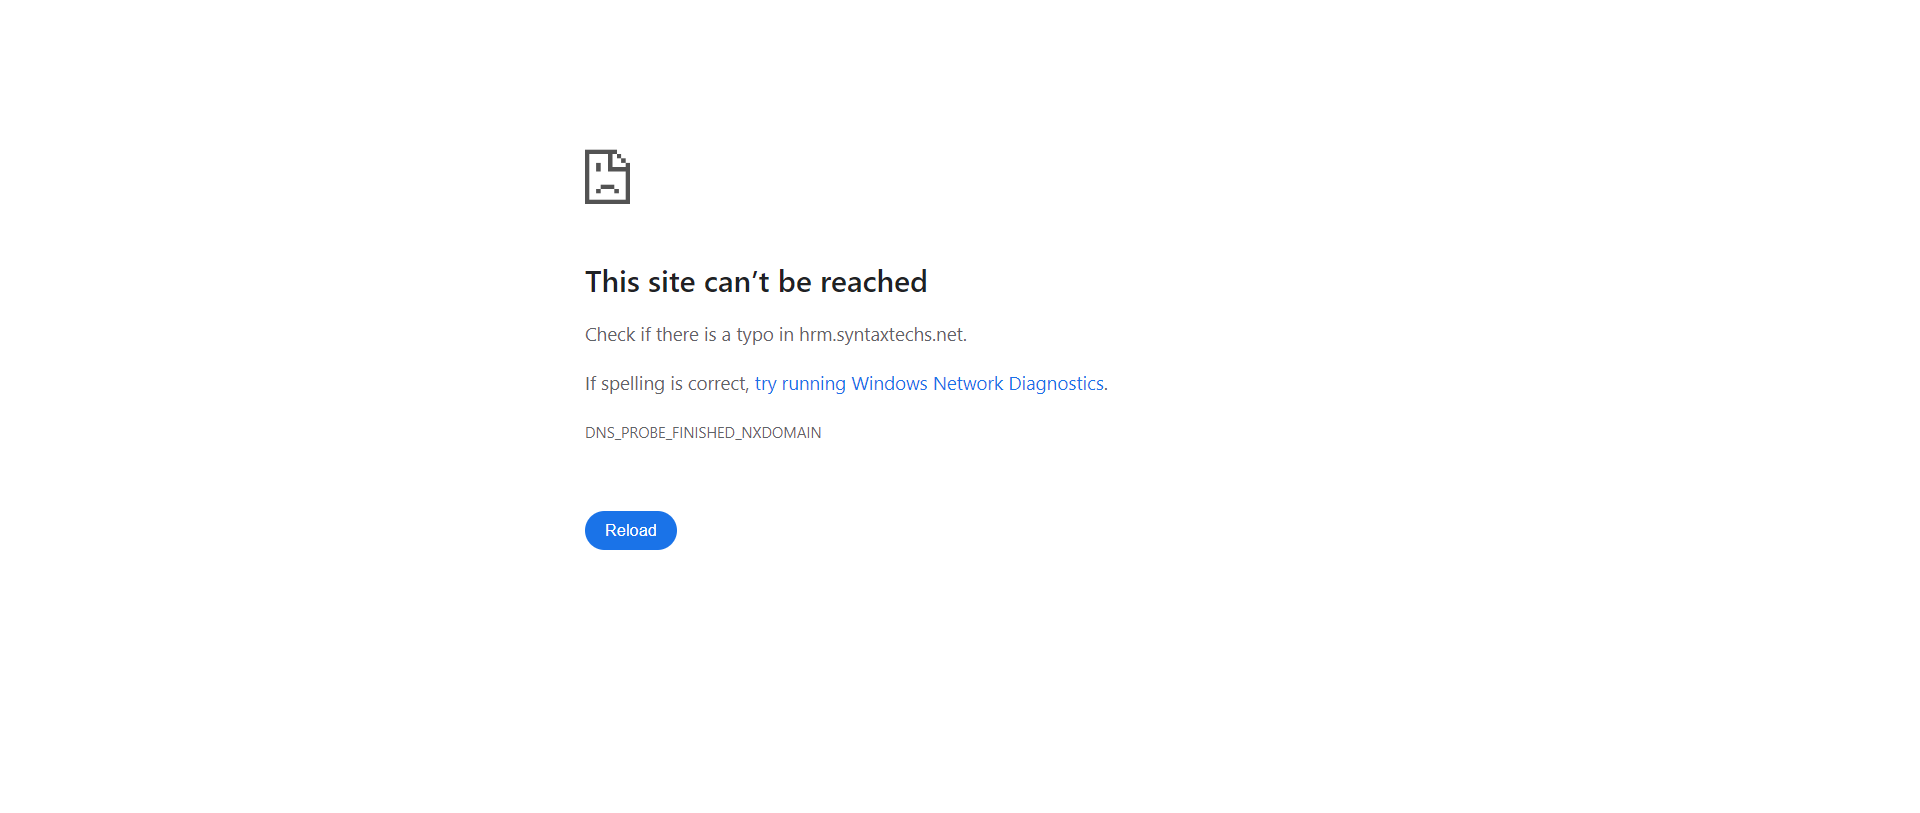 This site can’t be reached
Check if there is a typo in hrm.syntaxtechs.net.
If spelling is correct, try running Windows Network Diagnostics.
DNS_PROBE_FINISHED_NXDOMAIN
Reload